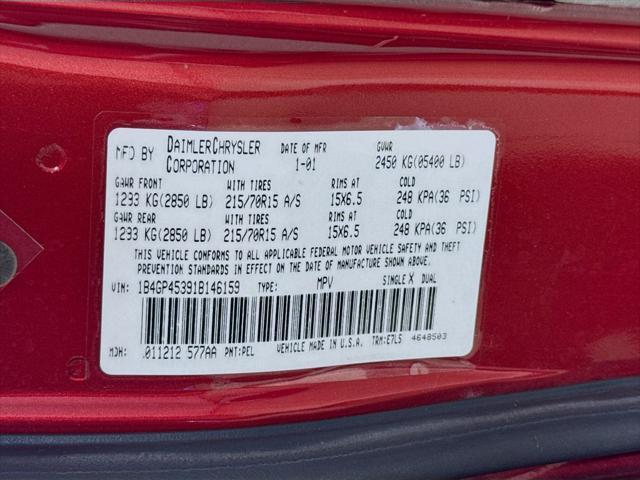 MFD BY DAIMLERCHRYSLER CORPORATION DATE OF MFR 1-01 GVWR 2450 KG(05400 LB)
GAWR FRONT WITH TIRES RIMS AT COLD
1233 KG(2850 LB) 215/70R15 A/S 15X6.5 248 KPA(36 PSI)
GAWR REAR WITH TIRES RIMS AT COLD
1233 KG(2850 LB) 215/70R15 A/S 15X6.5 248 KPA(36 PSI)
THIS VEHICLE CONFORMS TO ALL APPLICABLE FEDERAL MOTOR VEHICLE SAFETY AND THEFT
PREVENTION STANDARDS IN EFFECT ON THE DATE OF MANUFACTURE SHOWN ABOVE.
VIN: 1B4GP45391B146159 TYPE: MPV SINGLE X DUAL
MDH: 011212 577AA PNT:PEL VEHICLE MADE IN U.S.A. TRM:E7L5 4648503